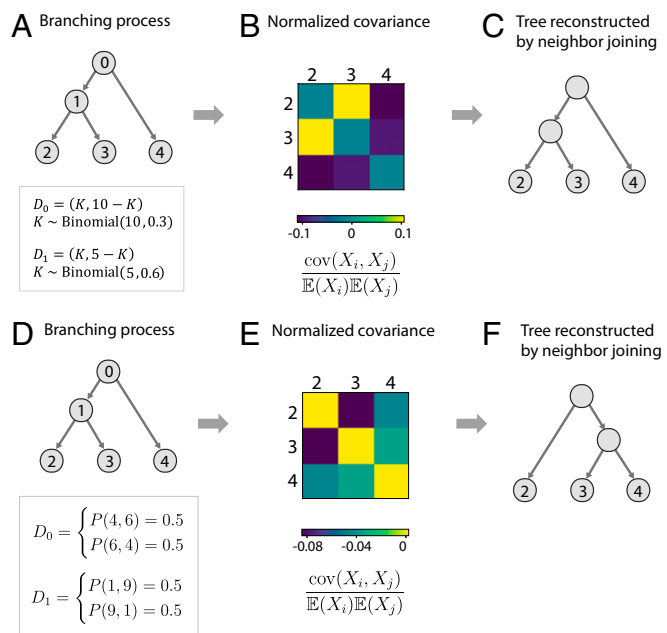 A Branching process
B Normalized covariance
C Tree reconstructed
by neighbor joining
0
1
2 3 4
D₀ = (K, 10 − K)
K ~ Binomial(10, 0.3)
D₁ = (K, 5 − K)
K ~ Binomial(5, 0.6)
2 3 4
2
3
4
-0.1 0 0.1
cov(Xᵢ, Xⱼ)
𝔼(Xᵢ)𝔼(Xⱼ)
2 3 4
D Branching process
E Normalized covariance
F Tree reconstructed
by neighbor joining
0
1
2 3 4
D₀ = { P(4, 6) = 0.5
P(6, 4) = 0.5
D₁ = { P(1, 9) = 0.5
P(9, 1) = 0.5
2 3 4
2
3
4
-0.08 -0.04 0
cov(Xᵢ, Xⱼ)
𝔼(Xᵢ)𝔼(Xⱼ)
2 3 4